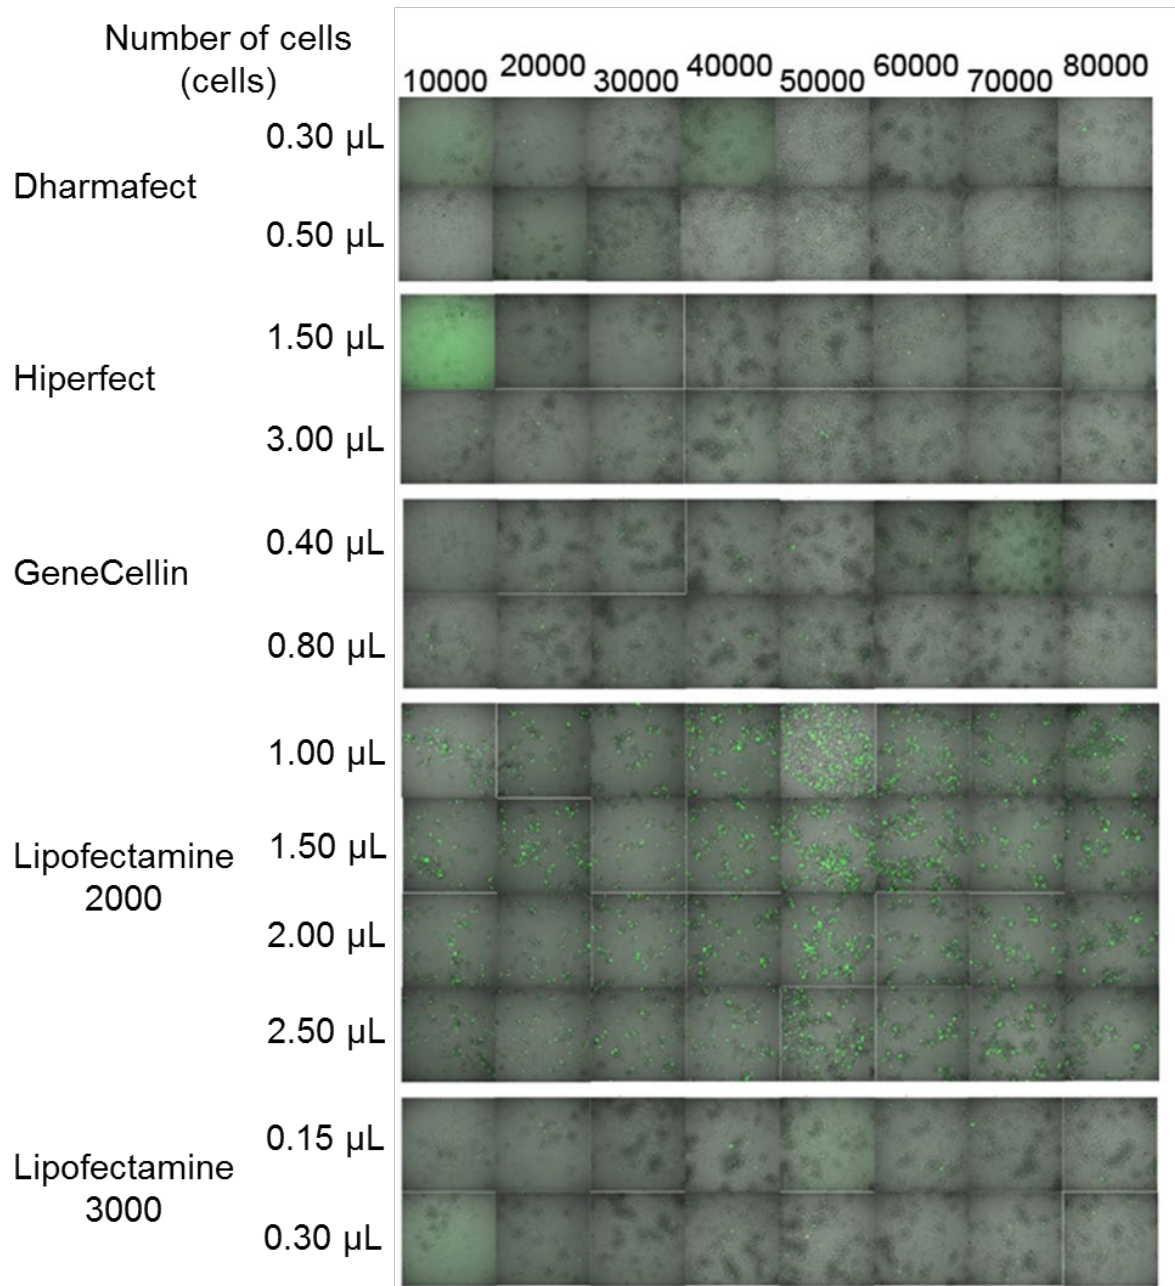 Number of cells
(cells)
10000 20000 30000 40000 50000 60000 70000 80000
Dharmafect
0.30 µL
0.50 µL
Hiperfect
1.50 µL
3.00 µL
GeneCellin
0.40 µL
0.80 µL
Lipofectamine
2000
1.00 µL
1.50 µL
2.00 µL
2.50 µL
Lipofectamine
3000
0.15 µL
0.30 µL